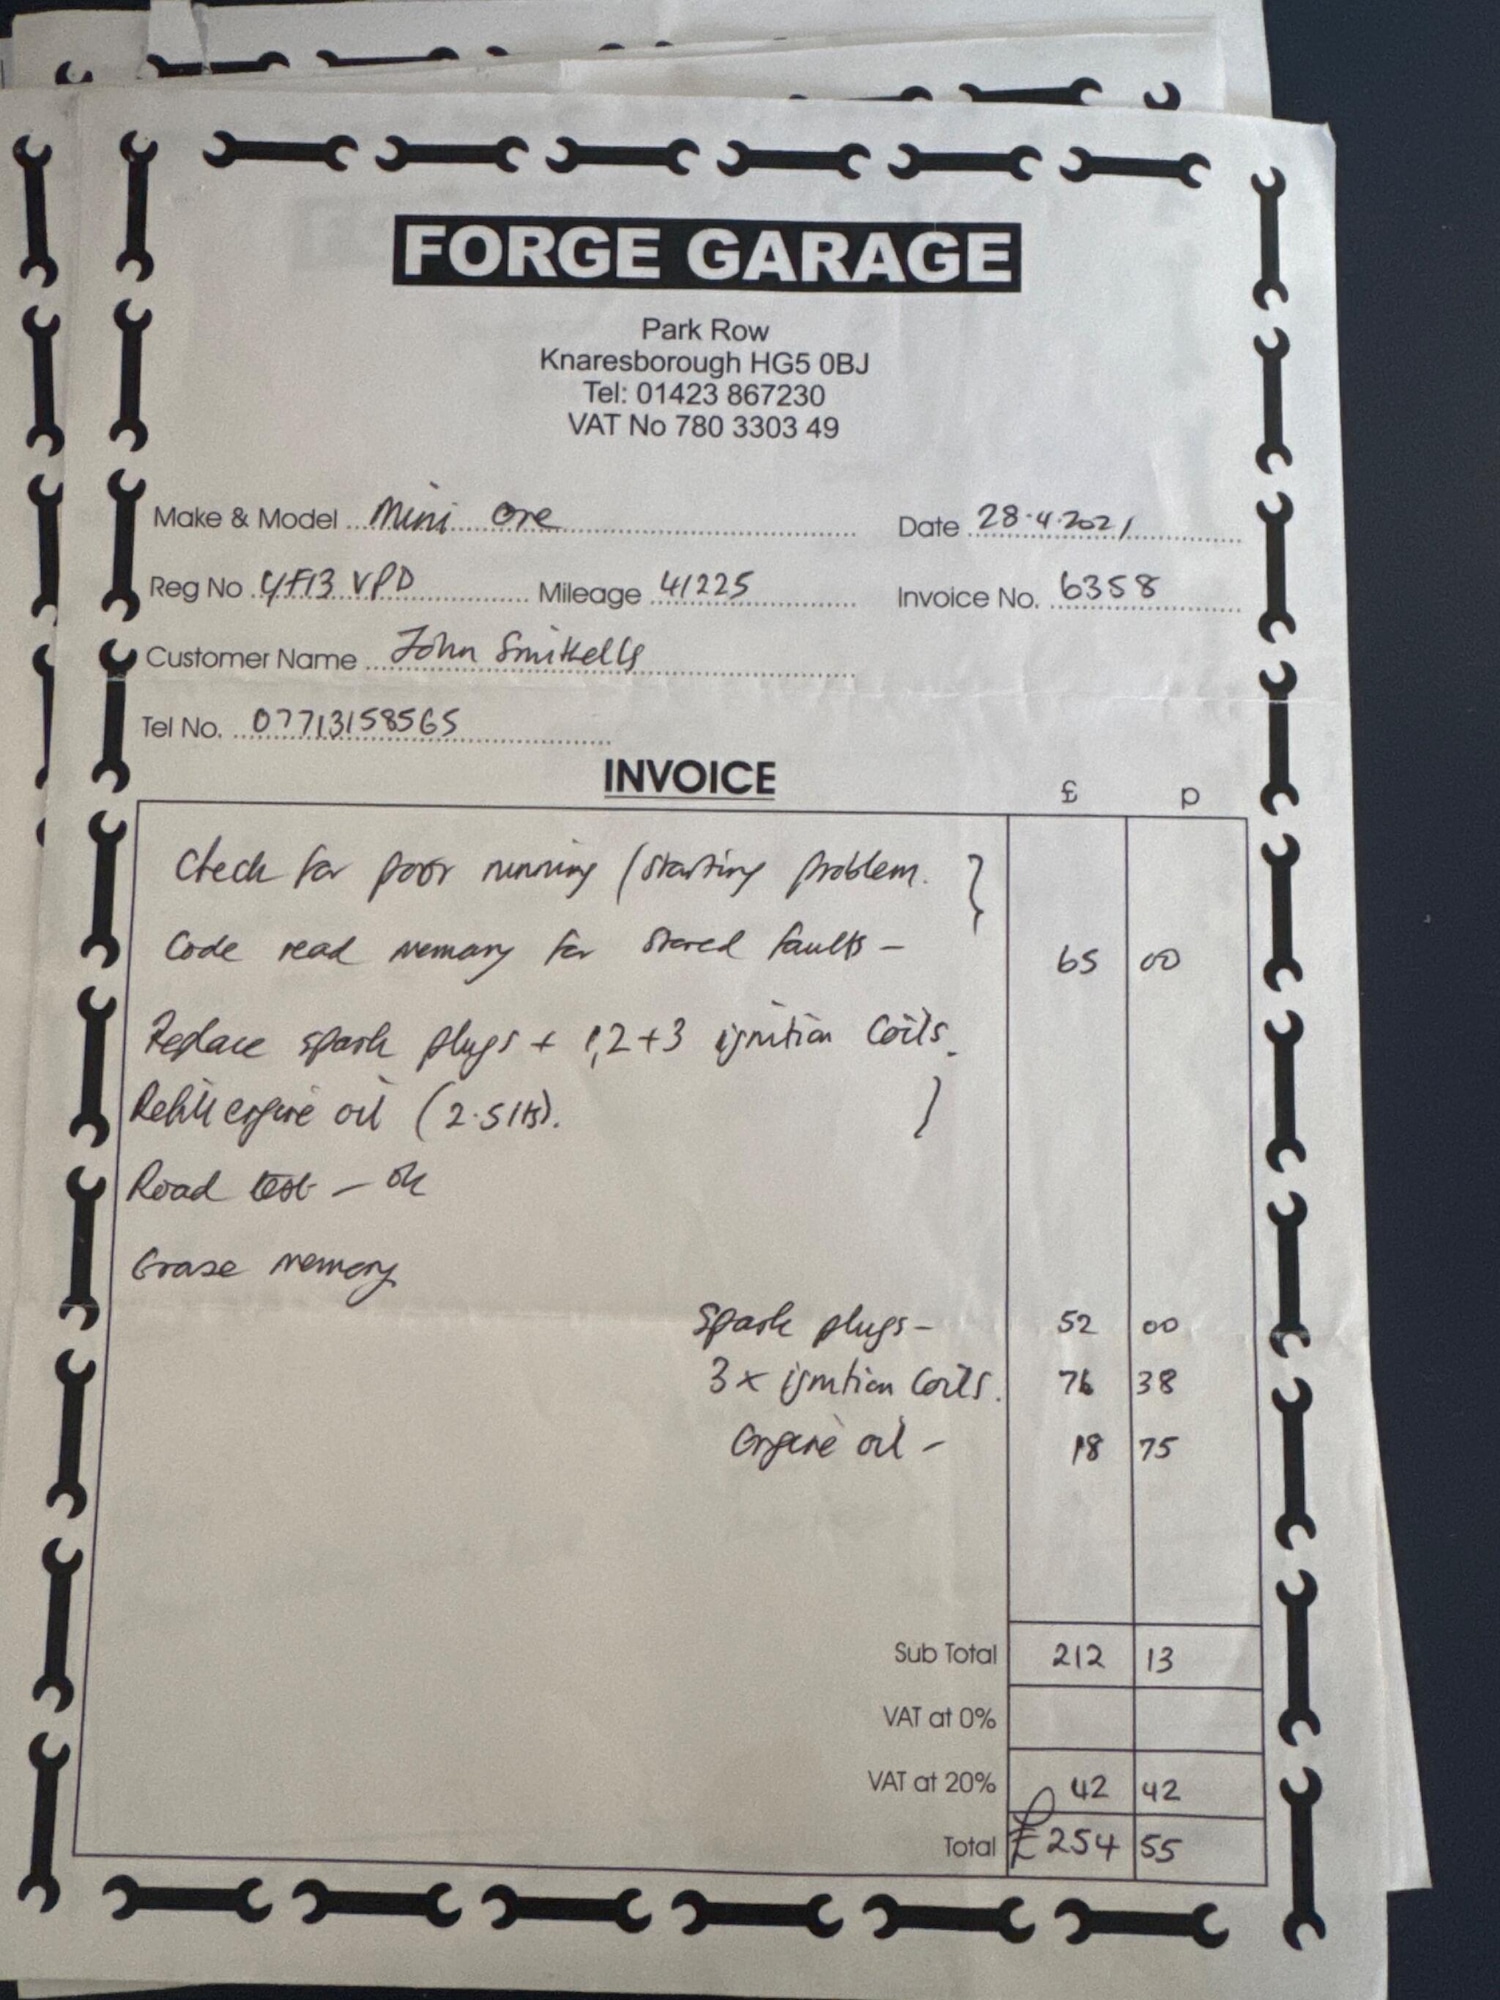 FORGE GARAGE
Park Row
Knaresborough HG5 0BJ
Tel: 01423 867230
VAT No 780 3303 49
Make & Model Mini One Date 28.4.2021
Reg No YF13 VPD Mileage 41225 Invoice No. 6358
Customer Name John
Tel No. 07713158565
INVOICE £ p
Check for poor running / starting problem.
Code read memory for stored faults - 65 00
Replace spark plugs + 1,2+3 ignition coils.
Refill engine oil (2.5 lts).
Road test - ok
Erase memory
Spark plugs - 52 00
3 x ignition coils. 76 38
Engine oil - 18 75
Sub Total 212 13
VAT at 0%
VAT at 20% 42 42
Total £254 55